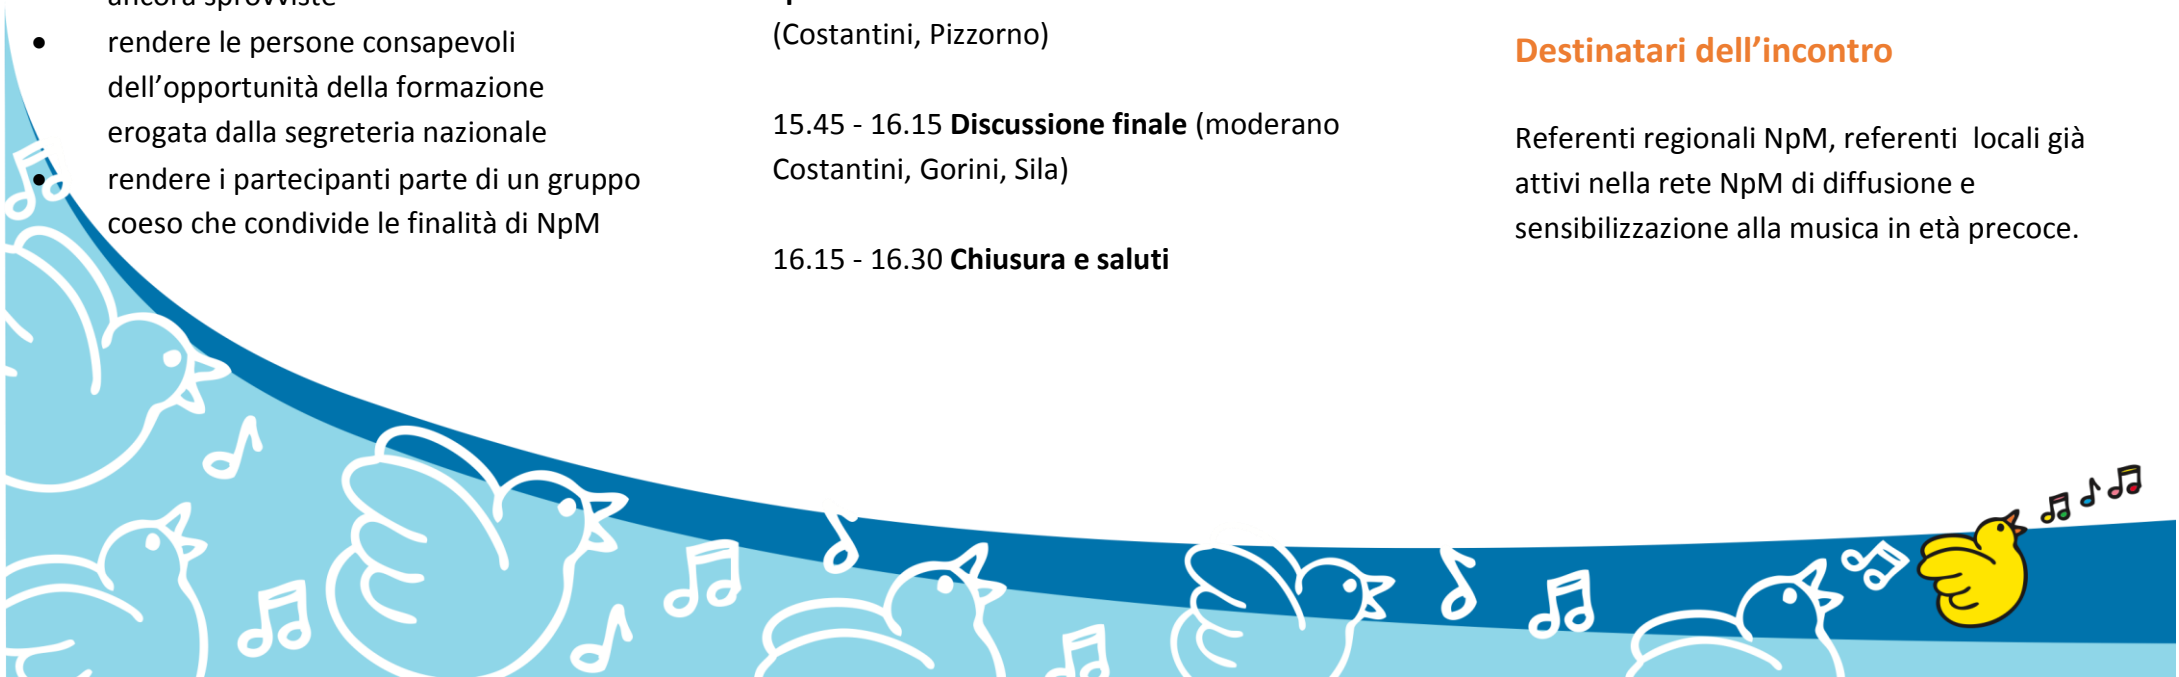 ancora sprovviste
• rendere le persone consapevoli
dell’opportunità della formazione
erogata dalla segreteria nazionale
• rendere i partecipanti parte di un gruppo
coeso che condivide le finalità di NpM
(Costantini, Pizzorno)
15.45 - 16.15 Discussione finale (moderano
Costantini, Gorini, Sila)
16.15 - 16.30 Chiusura e saluti
Destinatari dell’incontro
Referenti regionali NpM, referenti  locali già
attivi nella rete NpM di diffusione e
sensibilizzazione alla musica in età precoce.